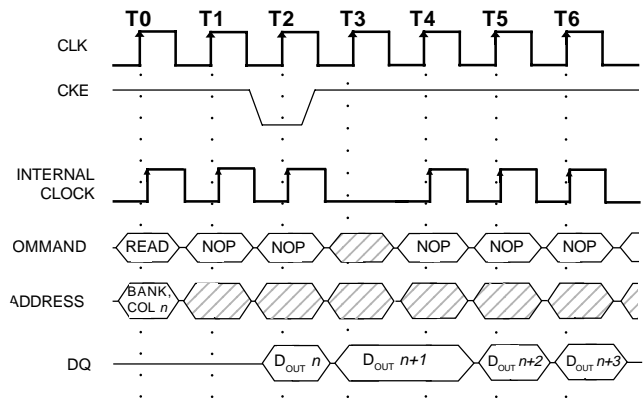 T0 T1 T2 T3 T4 T5 T6
CLK
CKE
INTERNAL
CLOCK
OMMAND READ NOP NOP NOP NOP NOP
ADDRESS BANK,
COL n
DQ DOUT n DOUT n+1 DOUT n+2 DOUT n+3